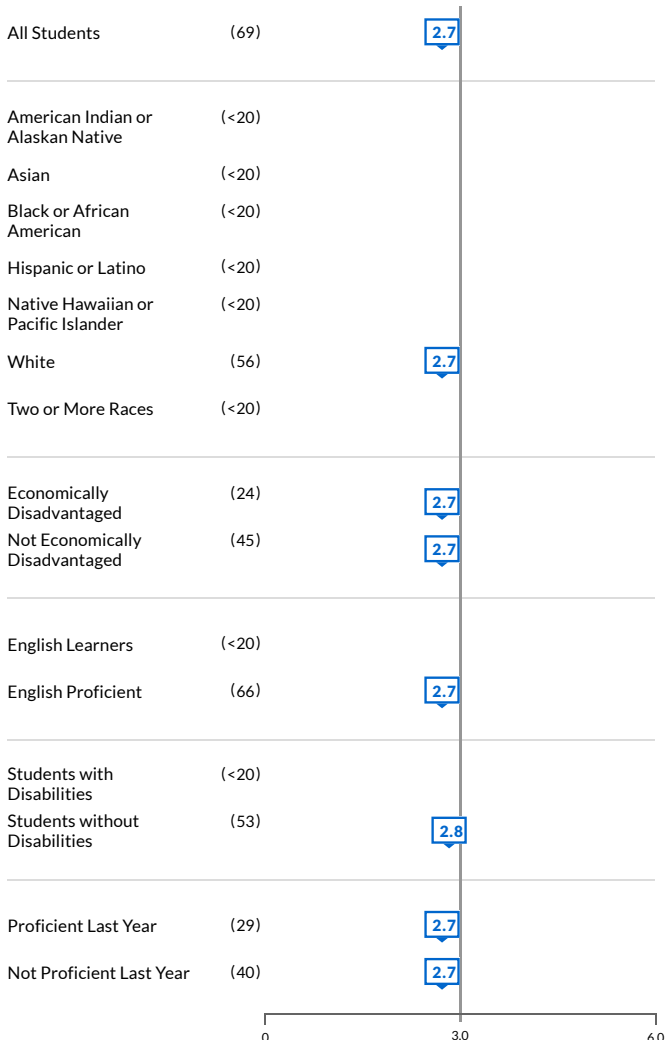 All Students (69) 2.7
American Indian or (<20)
Alaskan Native
Asian (<20)
Black or African (<20)
American
Hispanic or Latino (<20)
Native Hawaiian or (<20)
Pacific Islander
White (56) 2.7
Two or More Races (<20)
Economically (24) 2.7
Disadvantaged
Not Economically (45) 2.7
Disadvantaged
English Learners (<20)
English Proficient (66) 2.7
Students with (<20)
Disabilities
Students without (53) 2.8
Disabilities
Proficient Last Year (29) 2.7
Not Proficient Last Year (40) 2.7
0 3.0 6.0